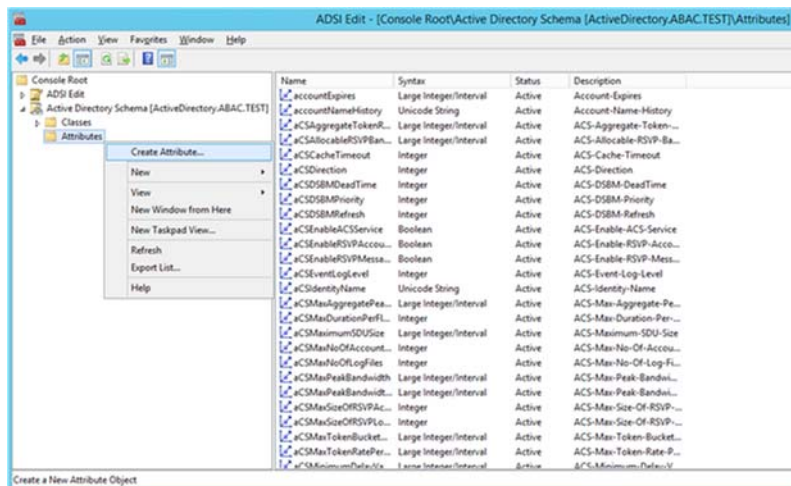 ADSI Edit - [Console Root\Active Directory Schema [ActiveDirectory.ABAC.TEST]\Attributes]
File Action View Favorites Window Help
Console Root
ADSI Edit
Active Directory Schema [ActiveDirectory.ABAC.TEST]
Classes
Attributes
Create Attribute...
New
View
New Window from Here
New Taskpad View...
Refresh
Export List...
Help
Name Syntax Status Description
accountExpires Large Integer/Interval Active Account-Expires
accountNameHistory Unicode String Active Account-Name-History
aCSAggregateTokenR... Large Integer/Interval Active ACS-Aggregate-Token-...
aCSAllocableRSVPBan... Large Integer/Interval Active ACS-Allocable-RSVP-Ba...
aCSCacheTimeout Integer Active ACS-Cache-Timeout
aCSDirection Integer Active ACS-Direction
aCSDSBMDeadTime Integer Active ACS-DSBM-DeadTime
aCSDSBMPriority Integer Active ACS-DSBM-Priority
aCSDSBMRefresh Integer Active ACS-DSBM-Refresh
aCSEnableACSService Boolean Active ACS-Enable-ACS-Service
aCSEnableRSVPAccou... Boolean Active ACS-Enable-RSVP-Acco...
aCSEnableRSVPMessa... Boolean Active ACS-Enable-RSVP-Mess...
aCSEventLogLevel Integer Active ACS-Event-Log-Level
aCSIdentityName Unicode String Active ACS-Identity-Name
aCSMaxAggregatePea... Large Integer/Interval Active ACS-Max-Aggregate-Pe...
aCSMaxDurationPerFl... Integer Active ACS-Max-Duration-Per-...
aCSMaximumSDUSize Large Integer/Interval Active ACS-Maximum-SDU-Size
aCSMaxNoOfAccount... Integer Active ACS-Max-No-Of-Accou...
aCSMaxNoOfLogFiles Integer Active ACS-Max-No-Of-Log-Fi...
aCSMaxPeakBandwidth Large Integer/Interval Active ACS-Max-Peak-Bandwi...
aCSMaxPeakBandwidt... Large Integer/Interval Active ACS-Max-Peak-Bandwi...
aCSMaxSizeOfRSVPAc... Integer Active ACS-Max-Size-Of-RSVP-...
aCSMaxSizeOfRSVPLo... Integer Active ACS-Max-Size-Of-RSVP-...
aCSMaxTokenBucket... Large Integer/Interval Active ACS-Max-Token-Bucket...
aCSMaxTokenRatePer... Large Integer/Interval Active ACS-Max-Token-Rate-P...
aCSMinimumDelayVa... Large Integer/Interval Active ACS-Minimum-Delay-V...
Create a New Attribute Object